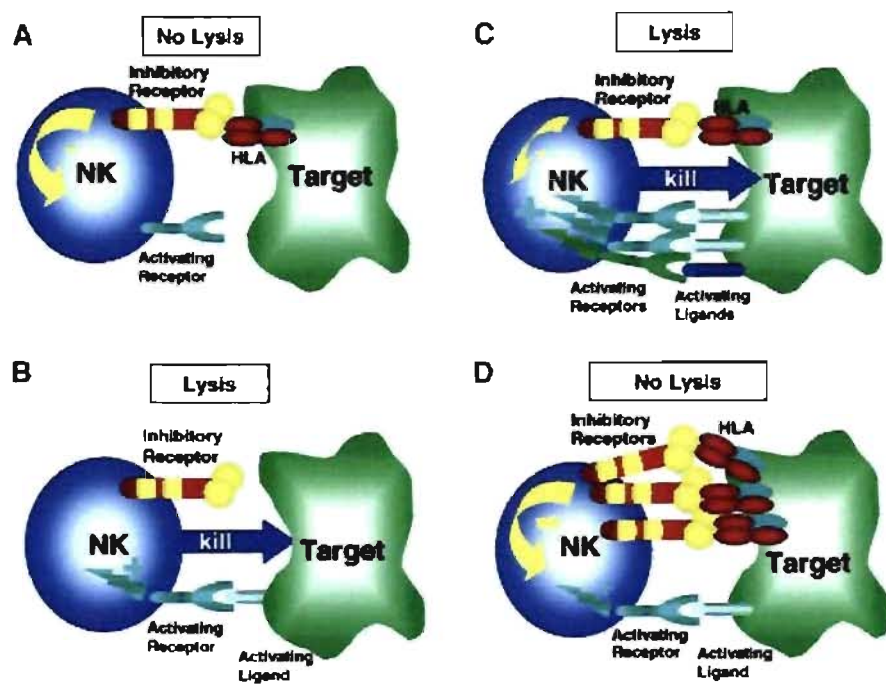 A
No Lysis
Inhibitory
Receptor
HLA
NK
Target
Activating
Receptor
C
Lysis
Inhibitory
Receptor
HLA
NK
kill
Target
Activating
Receptors
Activating
Ligands
B
Lysis
Inhibitory
Receptor
NK
kill
Target
Activating
Receptor
Activating
Ligand
D
No Lysis
Inhibitory
Receptors
HLA
NK
Target
Activating
Receptor
Activating
Ligand